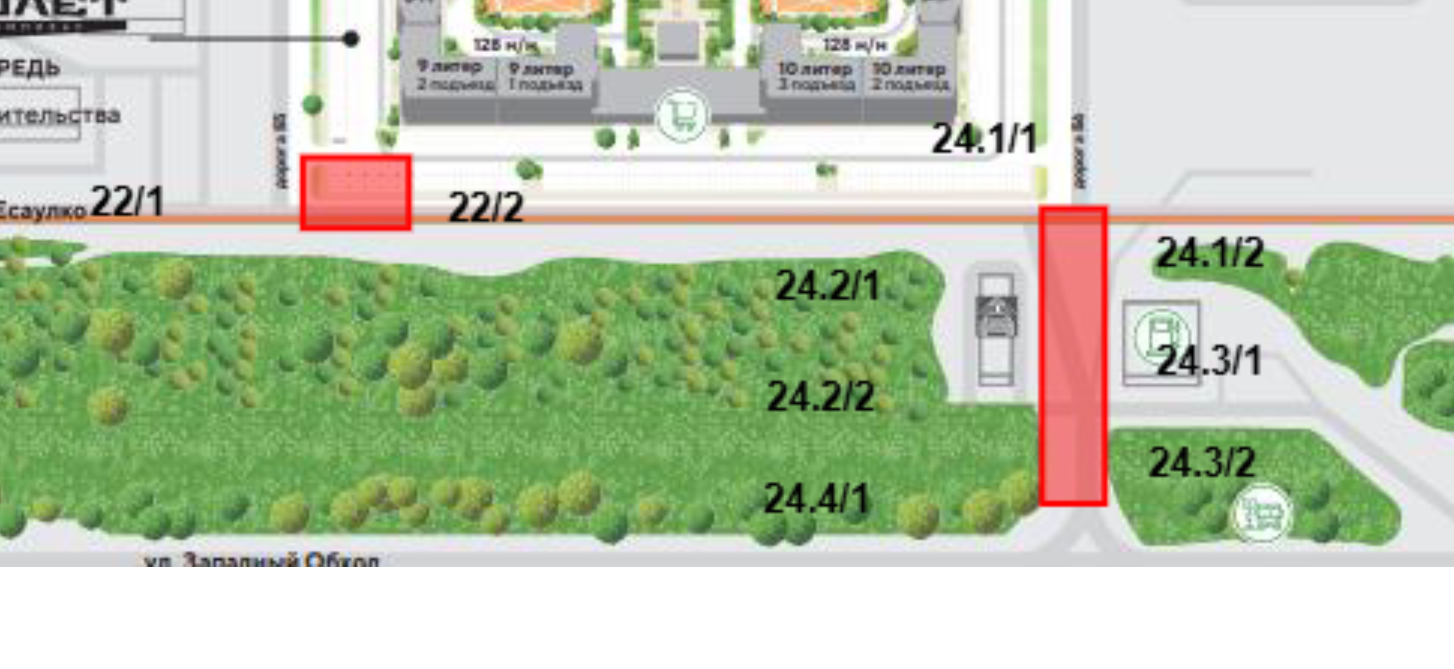 РЕДЬ
ительства
128 м/м
128 м/м
9 литер
2 подъезд
9 литер
1 подъезд
10 литер
3 подъезд
10 литер
2 подъезд
24.1/1
дорога ББ
22/1
22/2
Есаулко
24.1/2
24.2/1
24.3/1
24.2/2
24.3/2
24.4/1
ул. Западный Обход